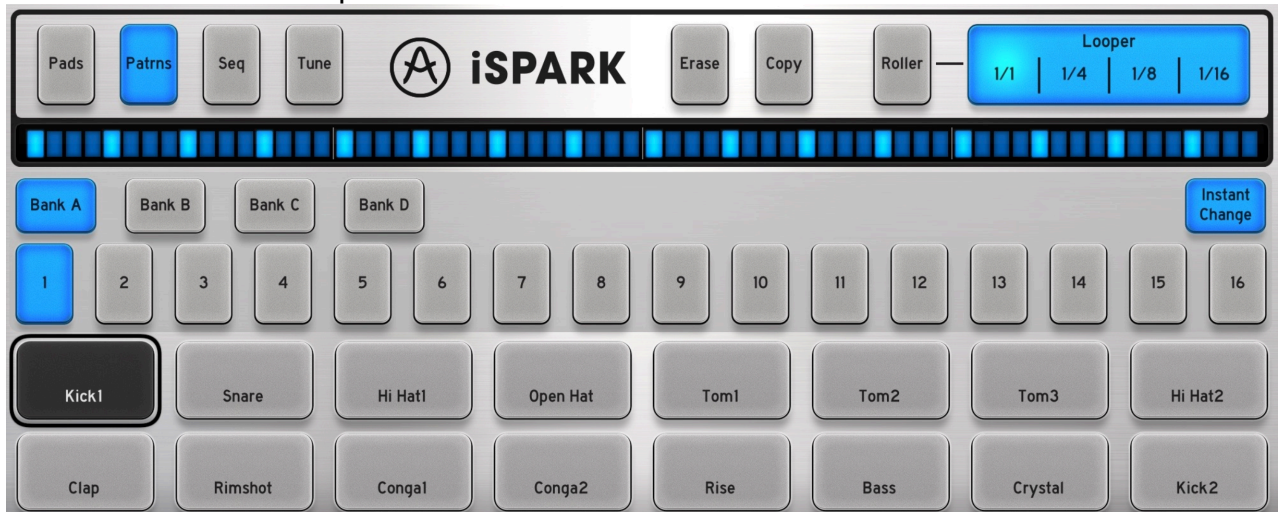 Pads
Patrns
Seq
Tune
iSPARK
Erase
Copy
Roller
Looper
1/1 1/4 1/8 1/16
Bank A
Bank B
Bank C
Bank D
Instant
Change
1 2 3 4 5 6 7 8 9 10 11 12 13 14 15 16
Kick1
Snare
Hi Hat1
Open Hat
Tom1
Tom2
Tom3
Hi Hat2
Clap
Rimshot
Conga1
Conga2
Rise
Bass
Crystal
Kick2